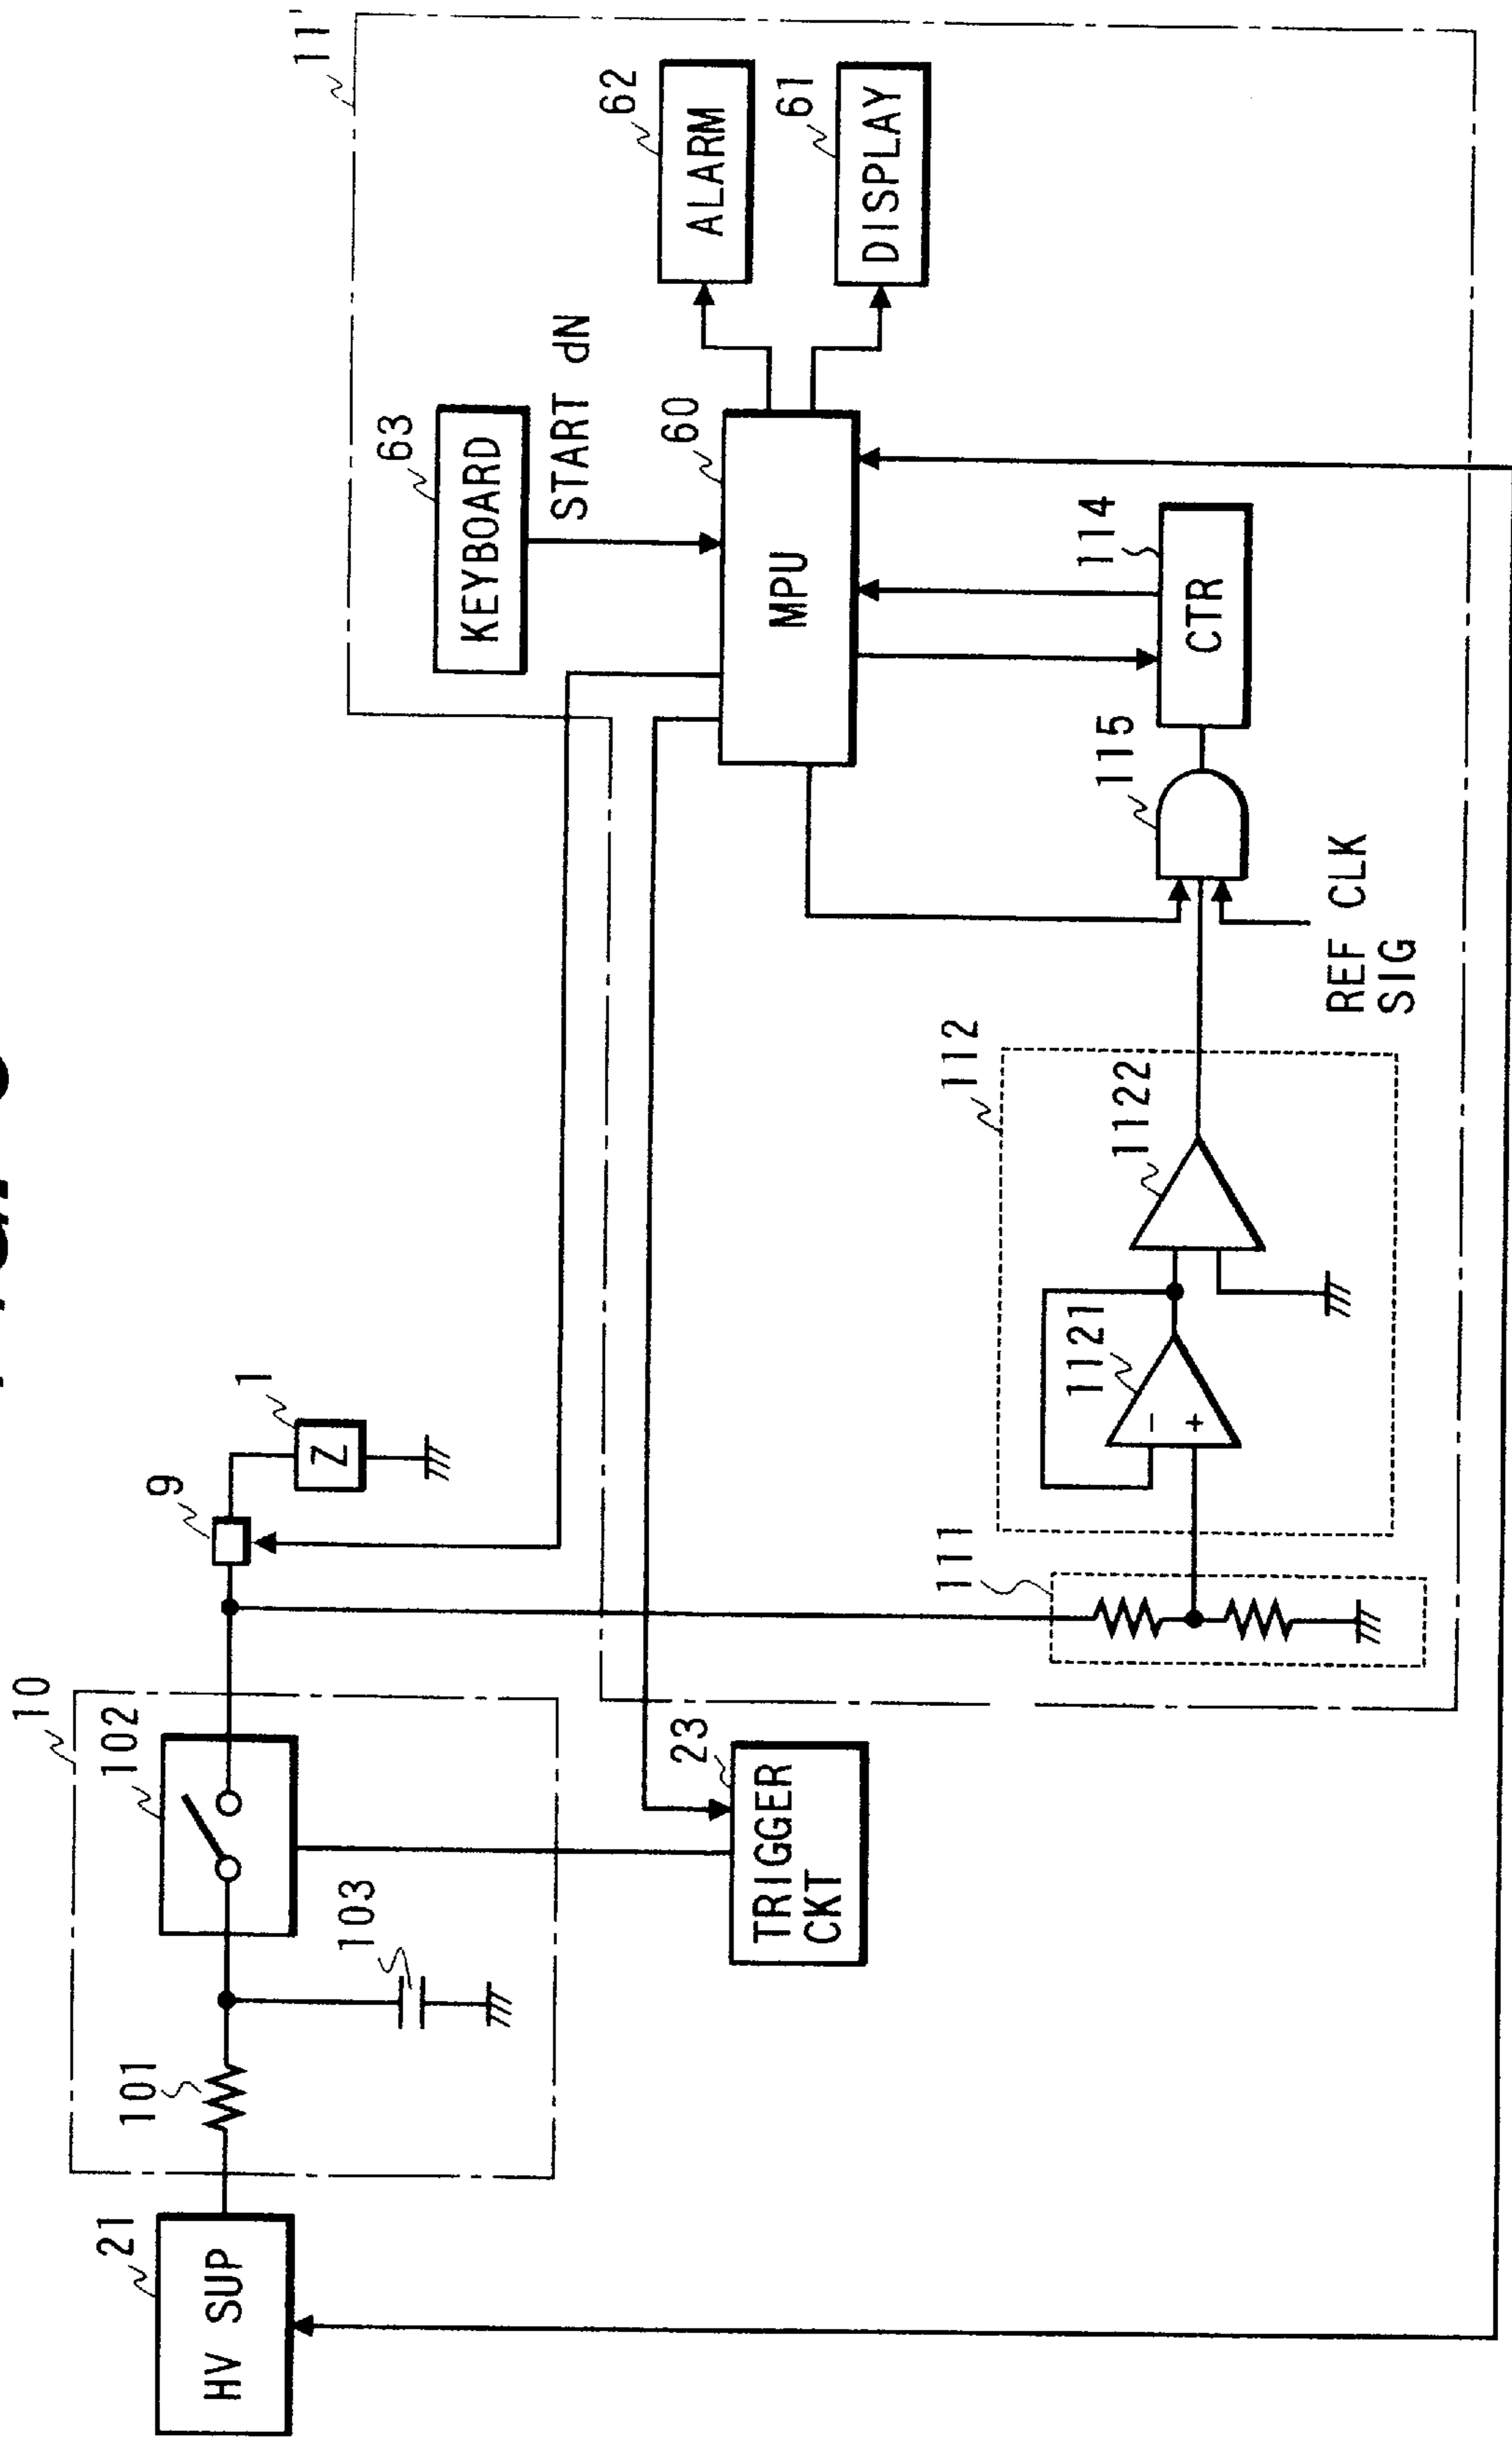 10
102
101
103
21
HV SUP
9
1
Z
23
TRIGGER
CKT
11
63
KEYBOARD
START dN
62
ALARM
61
DISPLAY
60
MPU
114
CTR
115
REF CLK
SIG
112
1122
1121
−
+
111